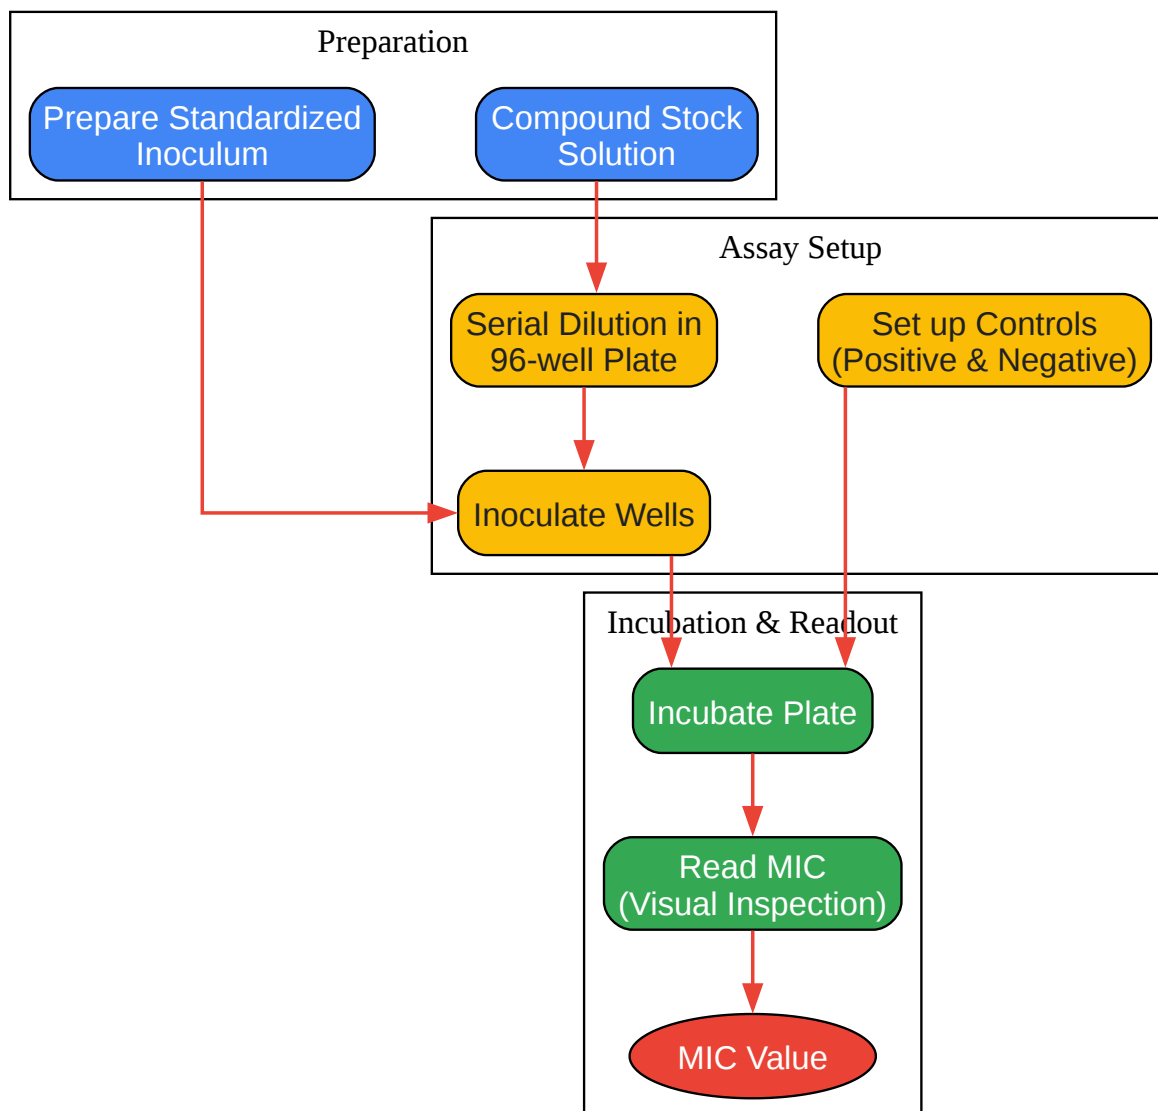 Preparation
Prepare Standardized
Inoculum
Compound Stock
Solution
Assay Setup
Serial Dilution in
96-well Plate
Set up Controls
(Positive & Negative)
Inoculate Wells
Incubation & Readout
Incubate Plate
Read MIC
(Visual Inspection)
MIC Value